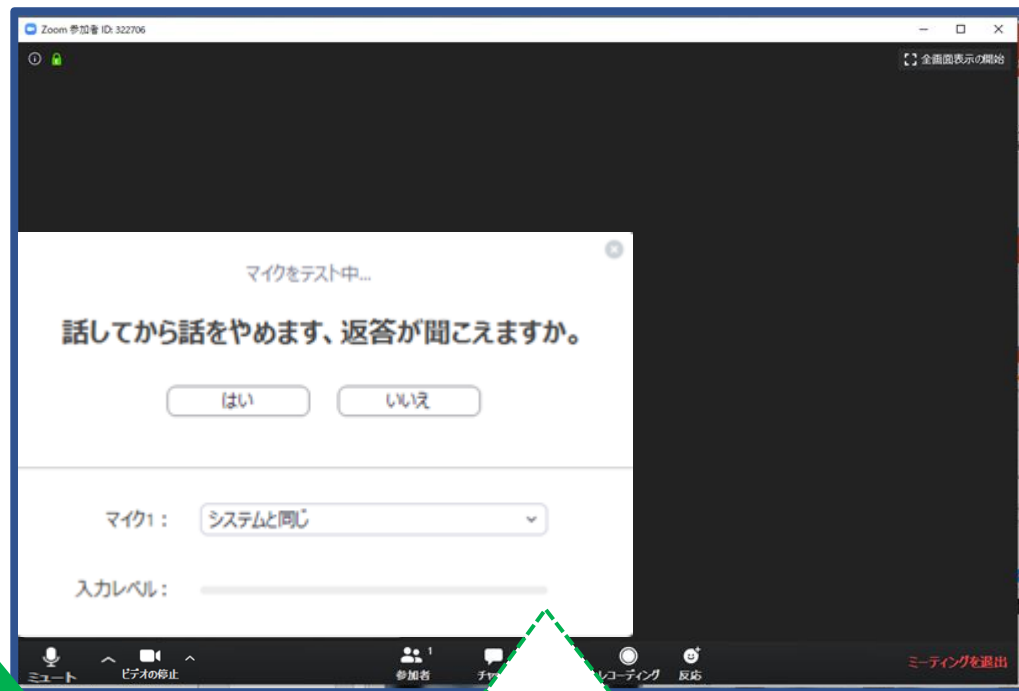 Zoom 参加者 ID: 322706
全画面表示の開始
マイクをテスト中...
話してから話をやめます、返答が聞こえますか。
はい
いいえ
マイク1：
システムと同じ
入力レベル：
ミュート
ビデオの停止
参加者
1
チャ
レコーディング
反応
ミーティングを退出